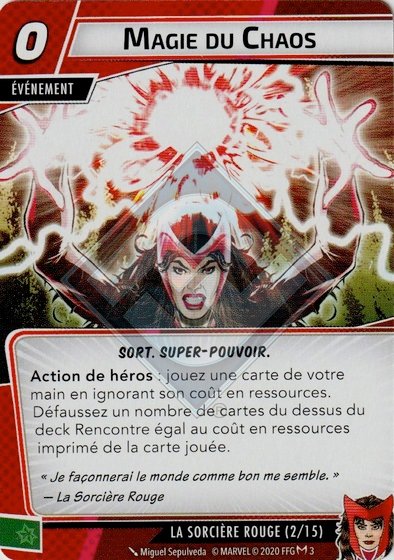 0
MAGIE DU CHAOS
ÉVÉNEMENT
SORT. SUPER-POUVOIR.
Action de héros : jouez une carte de votre
main en ignorant son coût en ressources.
Défaussez un nombre de cartes du dessus du
deck Rencontre égal au coût en ressources
imprimé de la carte jouée.
« Je façonnerai le monde comme bon me semble. »
— La Sorcière Rouge
LA SORCIÈRE ROUGE (2/15)
Miguel Sepulveda © MARVEL © 2020 FFG 3